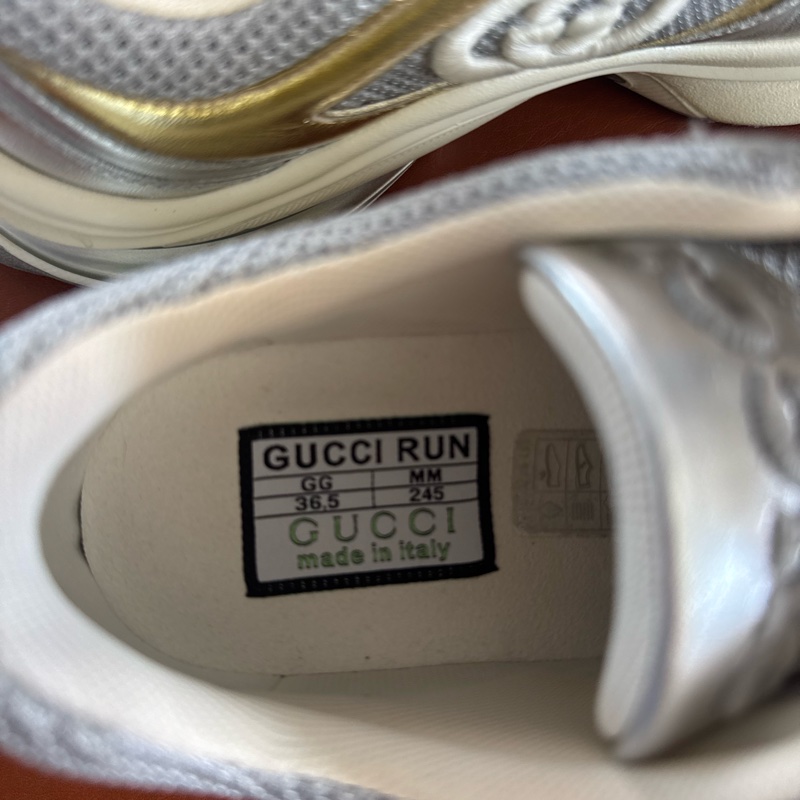 GUCCI RUN
GG MM
36,5 245
GUCCI
made in italy